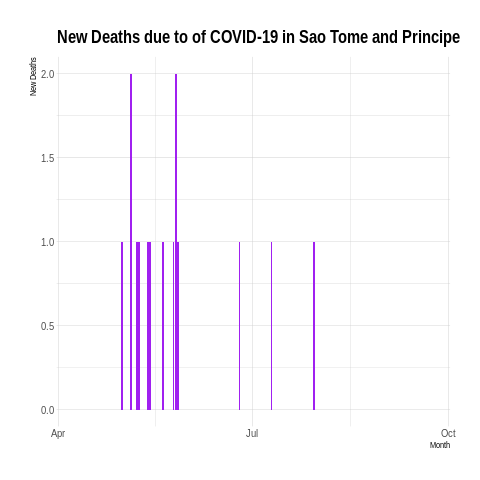 New Deaths due to of COVID-19 in Sao Tome and Principe
New Deaths
2.0
1.5
1.0
0.5
0.0
Apr
Jul
Oct
Month